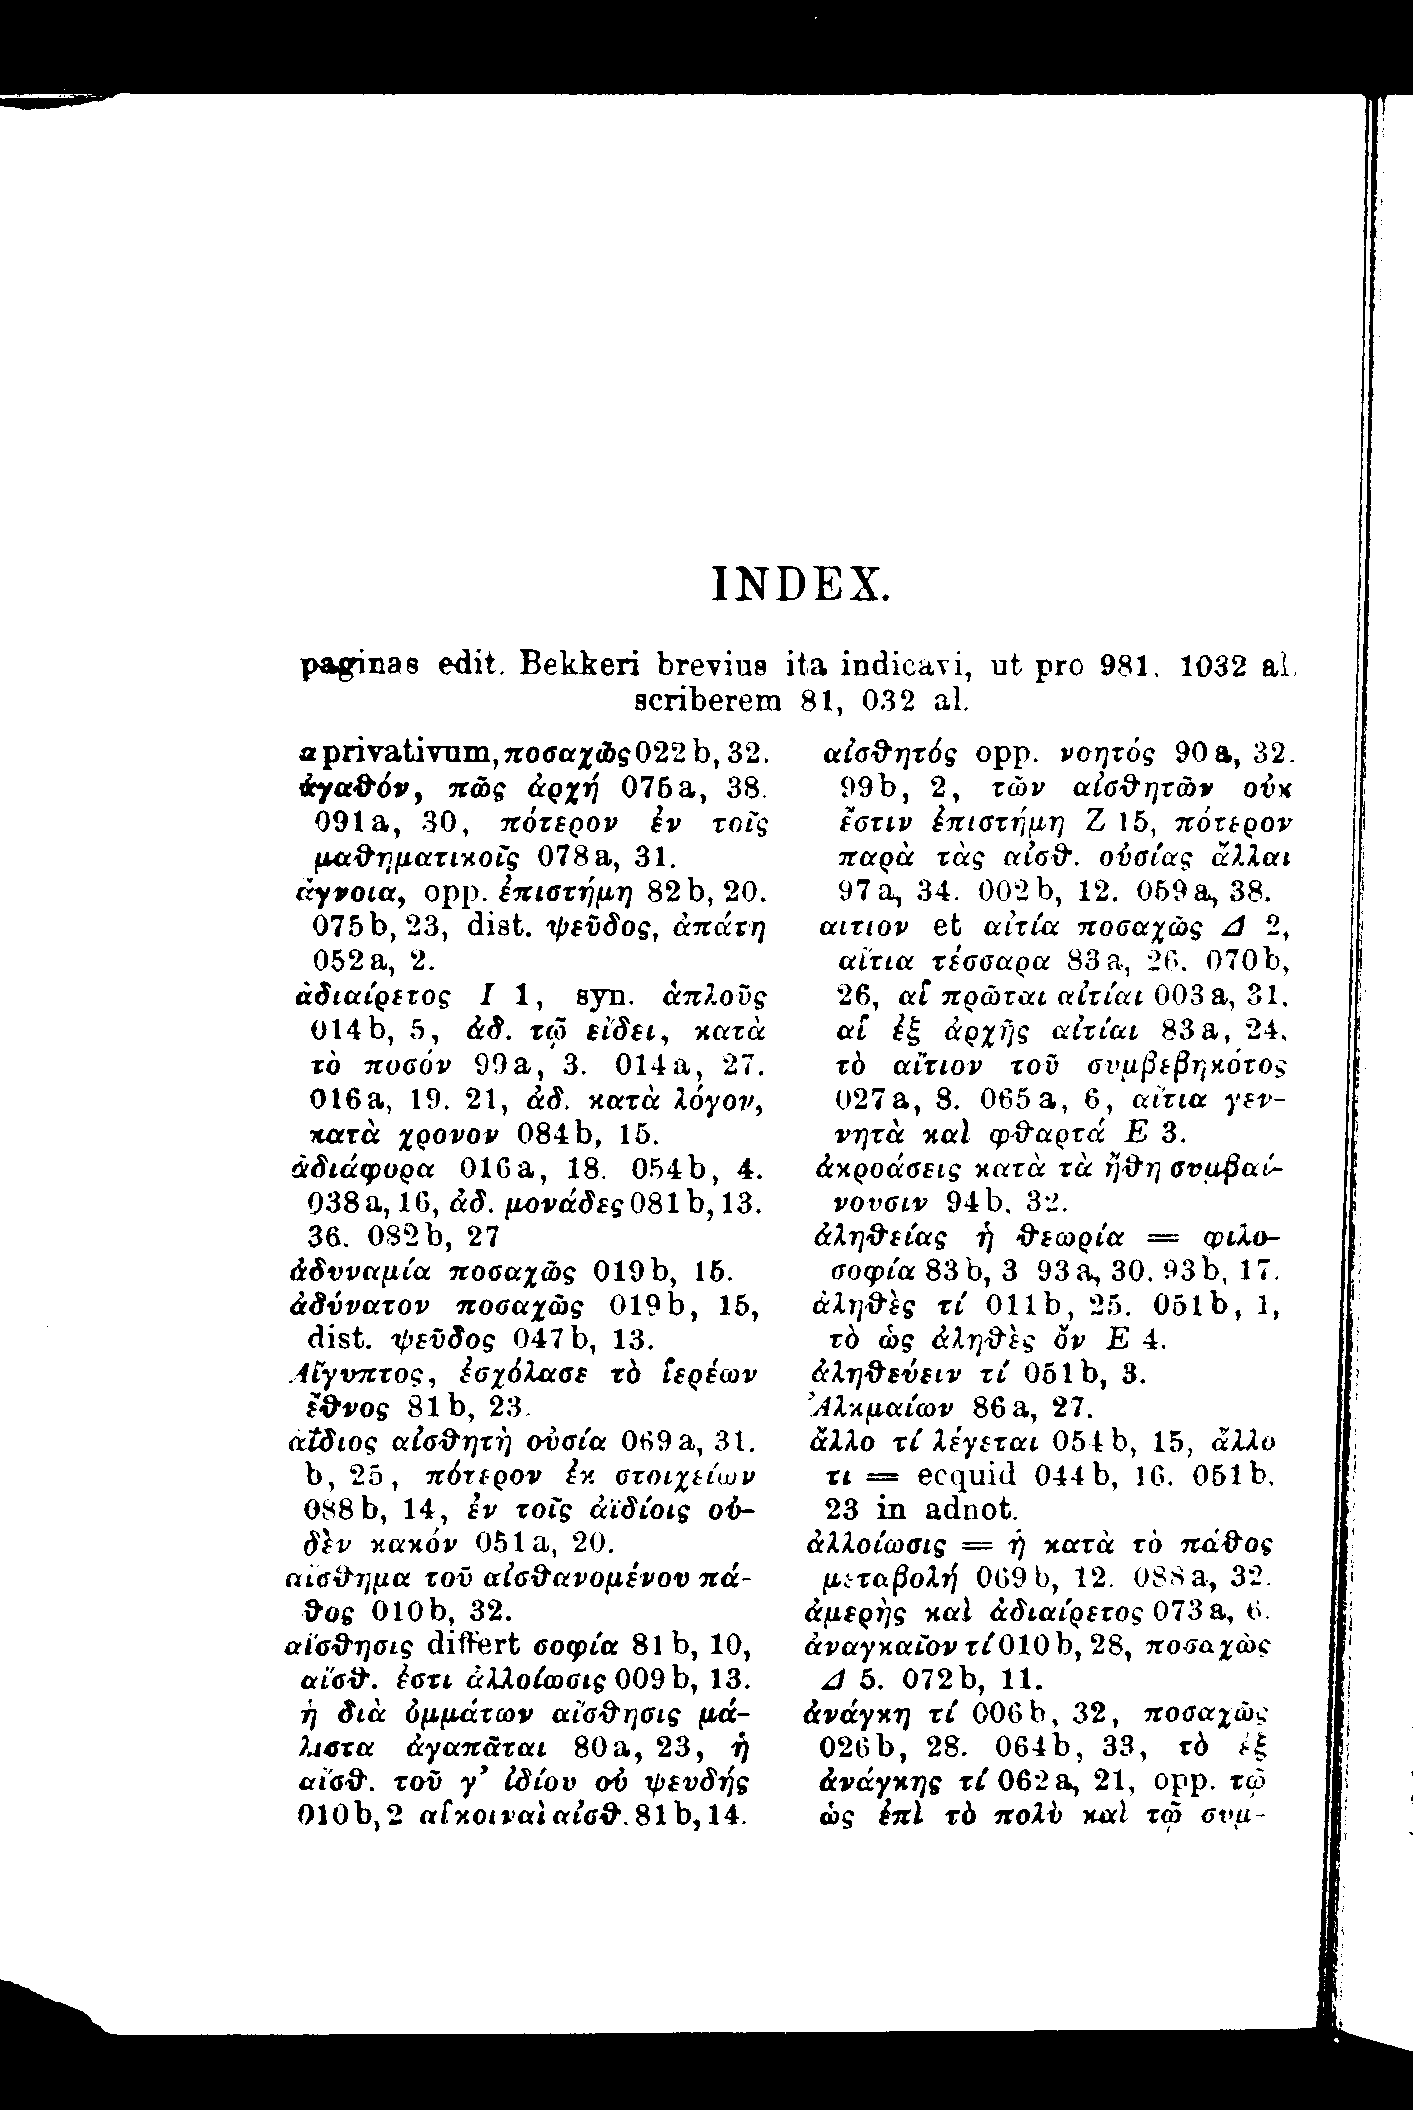 INDEX.
paginas edit. Bekkeri brevius ita indicavi, ut pro 981. 1032 al.
scriberem 81, 032 al.
α privativum, ποσαχῶς 022 b, 32.
ἀγαθόν, πῶς ἀρχή 075 a, 38.
091 a, 30, πότερον ἐν τοῖς
μαθηματικοῖς 078 a, 31.
ἄγνοια, opp. ἐπιστήμη 82 b, 20.
075 b, 23, dist. ψεῦδος, ἀπάτη
052 a, 2.
ἀδιαίρετος I 1, syn. ἁπλοῦς
014 b, 5, ἀδ. τῷ εἴδει, κατὰ
τὸ ποσόν 99 a, 3. 014 a, 27.
016 a, 19. 21, ἀδ. κατὰ λόγον,
κατὰ χρονον 084 b, 15.
ἀδιάφορα 016 a, 18. 054 b, 4.
038 a, 16, ἀδ. μονάδες 081 b, 13.
36. 082 b, 27
ἀδυναμία ποσαχῶς 019 b, 15.
ἀδύνατον ποσαχῶς 019 b, 15,
dist. ψεῦδος 047 b, 13.
Αἴγυπτος, ἐσχόλασε τὸ ἱερέων
ἔθνος 81 b, 23.
ἀΐδιος αἰσθητὴ οὐσία 069 a, 31.
b, 25, πότερον ἐκ στοιχείων
088 b, 14, ἐν τοῖς ἀϊδίοις οὐ-
δὲν κακόν 051 a, 20.
αἴσθημα τοῦ αἰσθανομένου πά-
θος 010 b, 32.
αἴσθησις differt σοφία 81 b, 10,
αἴσθ. ἐστι ἀλλοίωσις 009 b, 13.
ἡ διὰ ὀμμάτων αἴσθησις μά-
λιστα ἀγαπᾶται 80 a, 23, ἡ
αἴσθ. τοῦ γ’ ἰδίου οὐ ψευδής
010 b, 2 αἱ κοιναὶ αἰσθ. 81 b, 14.
αἰσθητός opp. νοητός 90 a, 32.
99 b, 2, τῶν αἰσθητῶν οὐκ
ἔστιν ἐπιστήμη Z 15, πότερον
παρὰ τὰς αἰσθ. οὐσίας ἄλλαι
97 a, 34. 002 b, 12. 059 a, 38.
αιτιον et αἰτία ποσαχῶς Δ 2,
αἴτια τέσσαρα 83 a, 26. 070 b,
26, αἱ πρῶται αἰτίαι 003 a, 31.
αἱ ἐξ ἀρχῆς αἰτίαι 83 a, 24.
τὸ αἴτιον τοῦ συμβεβηκότος
027 a, 8. 065 a, 6, αἴτια γεν-
νητὰ καὶ φθαρτά E 3.
ἀκροάσεις κατὰ τὰ ἤθη συμβαί-
νουσιν 94 b. 32.
ἀληθείας ἡ θεωρία = φιλο-
σοφία 83 b, 3 93 a, 30. 93 b, 17.
ἀληθὲς τί 011 b, 25. 051 b, 1,
τὸ ὡς ἀληθὲς ὄν E 4.
ἀληθεύειν τί 051 b, 3.
Ἀλκμαίων 86 a, 27.
ἄλλο τί λέγεται 054 b, 15, ἄλλο
τι = ecquid 044 b, 16. 051 b.
23 in adnot.
ἀλλοίωσις = ἡ κατὰ τὸ πάθος
μεταβολή 069 b, 12. 088 a, 32.
ἀμερὴς καὶ ἀδιαίρετος 073 a, 6.
ἀναγκαῖον τί 010 b, 28, ποσαχῶς
Δ 5. 072 b, 11.
ἀνάγκη τί 006 b, 32, ποσαχῶς
026 b, 28. 064 b, 33, τὸ ἐξ
ἀνάγκης τί 062 a, 21, opp. τῷ
ὡς ἐπὶ τὸ πολὺ καὶ τῷ συμ-